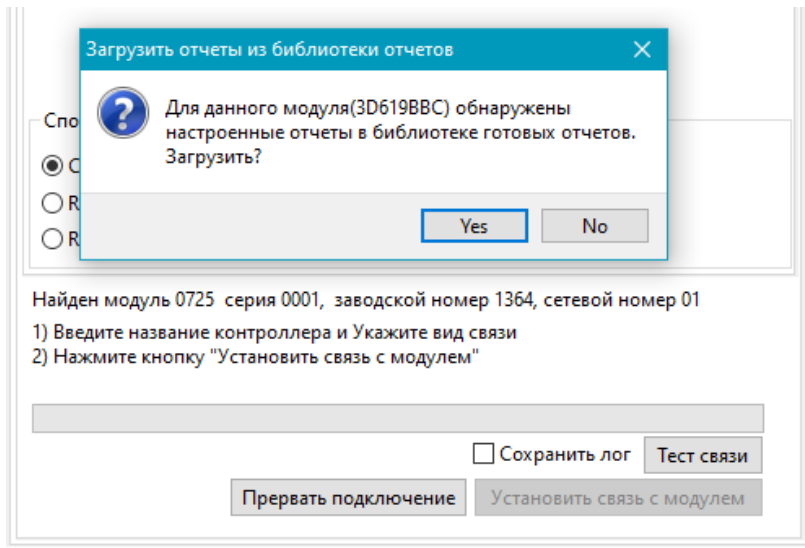 Загрузить отчеты из библиотеки отчетов
Для данного модуля(3D619BBC) обнаружены
настроенные отчеты в библиотеке готовых отчетов.
Загрузить?
Yes No
Найден модуль 0725 серия 0001, заводской номер 1364, сетевой номер 01
1) Введите название контроллера и Укажите вид связи
2) Нажмите кнопку "Установить связь с модулем"
Сохранить лог Тест связи
Прервать подключение Установить связь с модулем